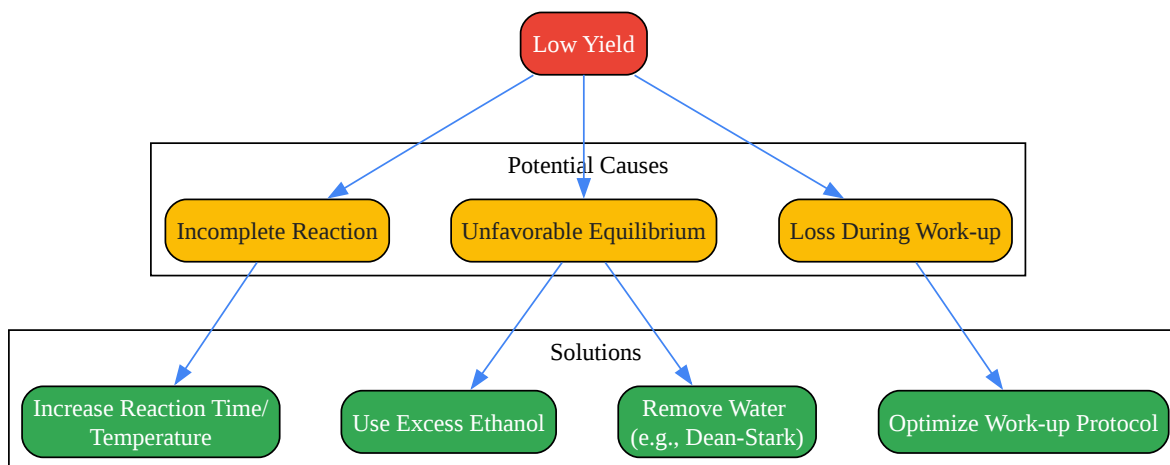 Low Yield
Potential Causes
Incomplete Reaction
Unfavorable Equilibrium
Loss During Work-up
Solutions
Increase Reaction Time/
Temperature
Use Excess Ethanol
Remove Water
(e.g., Dean-Stark)
Optimize Work-up Protocol